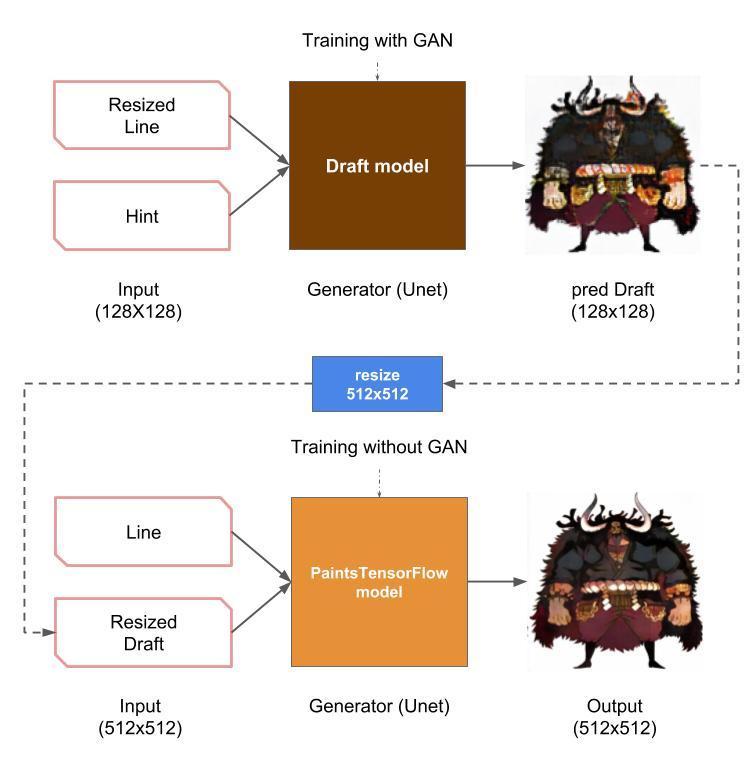 Training with GAN
Resized
Line
Hint
Draft model
Input
(128X128)
Generator (Unet)
pred Draft
(128x128)
resize
512x512
Training without GAN
Line
Resized
Draft
PaintsTensorFlow
model
Input
(512x512)
Generator (Unet)
Output
(512x512)